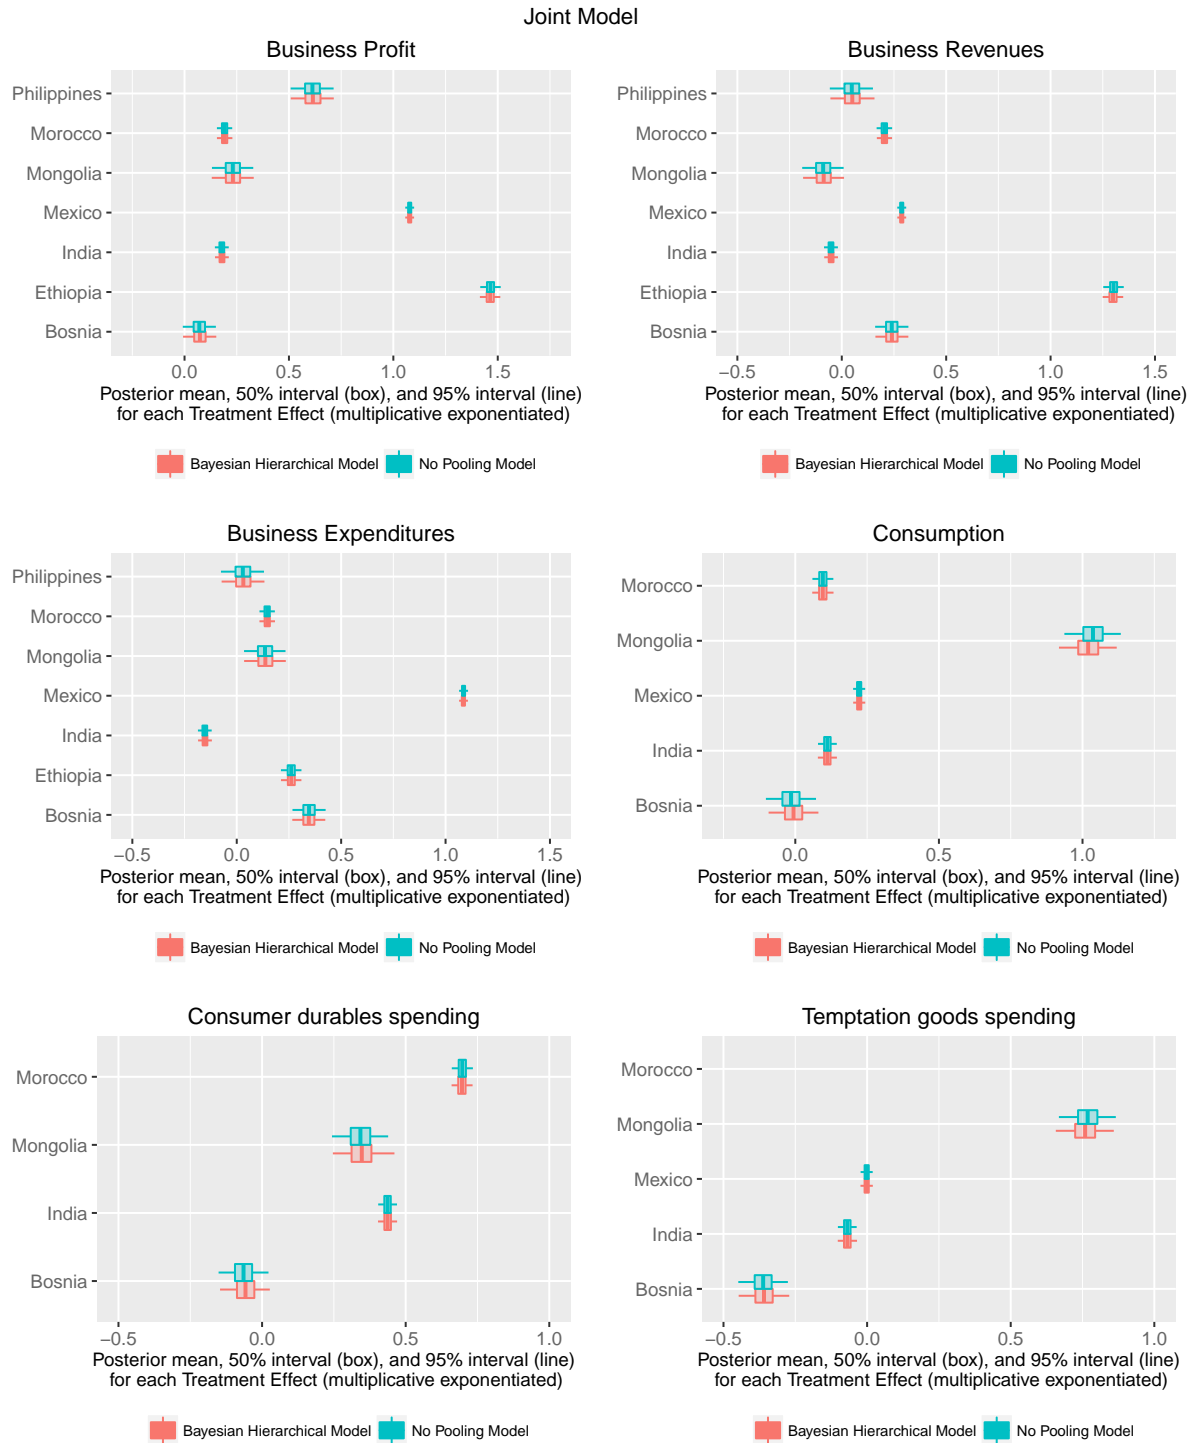 Joint Model
Business Profit
Philippines
Morocco
Mongolia
Mexico
India
Ethiopia
Bosnia
0.0 0.5 1.0 1.5
Posterior mean, 50% interval (box), and 95% interval (line)
for each Treatment Effect (multiplicative exponentiated)
Bayesian Hierarchical Model No Pooling Model
Business Revenues
Philippines
Morocco
Mongolia
Mexico
India
Ethiopia
Bosnia
−0.5 0.0 0.5 1.0 1.5
Posterior mean, 50% interval (box), and 95% interval (line)
for each Treatment Effect (multiplicative exponentiated)
Bayesian Hierarchical Model No Pooling Model
Business Expenditures
Philippines
Morocco
Mongolia
Mexico
India
Ethiopia
Bosnia
−0.5 0.0 0.5 1.0 1.5
Posterior mean, 50% interval (box), and 95% interval (line)
for each Treatment Effect (multiplicative exponentiated)
Bayesian Hierarchical Model No Pooling Model
Consumption
Morocco
Mongolia
Mexico
India
Bosnia
0.0 0.5 1.0
Posterior mean, 50% interval (box), and 95% interval (line)
for each Treatment Effect (multiplicative exponentiated)
Bayesian Hierarchical Model No Pooling Model
Consumer durables spending
Morocco
Mongolia
India
Bosnia
−0.5 0.0 0.5 1.0
Posterior mean, 50% interval (box), and 95% interval (line)
for each Treatment Effect (multiplicative exponentiated)
Bayesian Hierarchical Model No Pooling Model
Temptation goods spending
Morocco
Mongolia
Mexico
India
Bosnia
−0.5 0.0 0.5 1.0
Posterior mean, 50% interval (box), and 95% interval (line)
for each Treatment Effect (multiplicative exponentiated)
Bayesian Hierarchical Model No Pooling Model